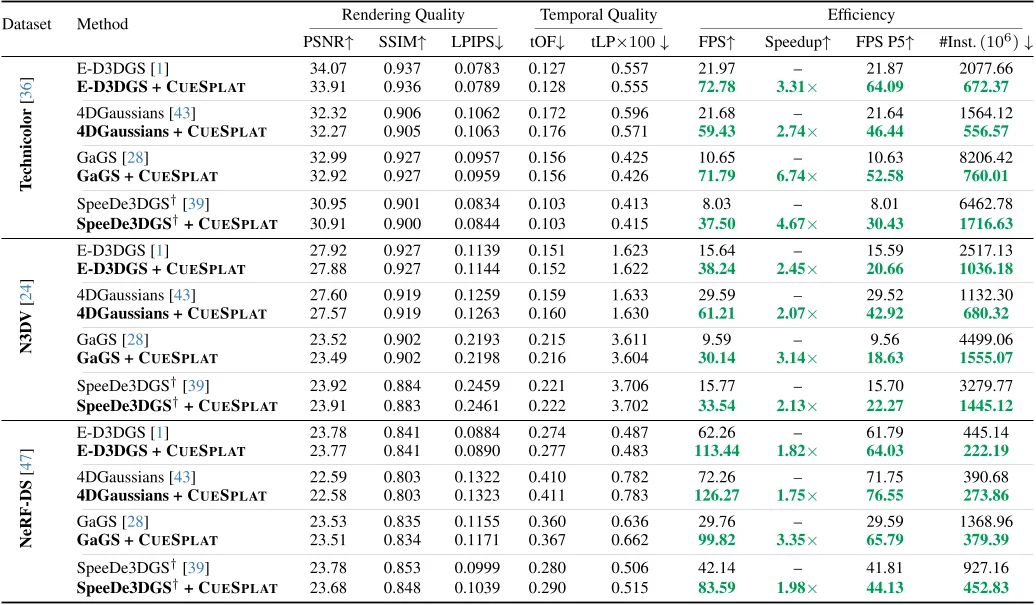 Dataset Method Rendering Quality Temporal Quality Efficiency
PSNR↑ SSIM↑ LPIPS↓ tOF↓ tLP×100 ↓ FPS↑ Speedup↑ FPS P5↑ #Inst. (10⁶) ↓
Technicolor [36]
E-D3DGS [1] 34.07 0.937 0.0783 0.127 0.557 21.97 – 21.87 2077.66
E-D3DGS + CUESPLAT 33.91 0.936 0.0789 0.128 0.555 72.78 3.31× 64.09 672.37
4DGaussians [43] 32.32 0.906 0.1062 0.172 0.596 21.68 – 21.64 1564.12
4DGaussians + CUESPLAT 32.27 0.905 0.1063 0.176 0.571 59.43 2.74× 46.44 556.57
GaGS [28] 32.99 0.927 0.0957 0.156 0.425 10.65 – 10.63 8206.42
GaGS + CUESPLAT 32.92 0.927 0.0959 0.156 0.426 71.79 6.74× 52.58 760.01
SpeeDe3DGS† [39] 30.95 0.901 0.0834 0.103 0.413 8.03 – 8.01 6462.78
SpeeDe3DGS† + CUESPLAT 30.91 0.900 0.0844 0.103 0.415 37.50 4.67× 30.43 1716.63
N3DV [24]
E-D3DGS [1] 27.92 0.927 0.1139 0.151 1.623 15.64 – 15.59 2517.13
E-D3DGS + CUESPLAT 27.88 0.927 0.1144 0.152 1.622 38.24 2.45× 20.66 1036.18
4DGaussians [43] 27.60 0.919 0.1259 0.159 1.633 29.59 – 29.52 1132.30
4DGaussians + CUESPLAT 27.57 0.919 0.1263 0.160 1.630 61.21 2.07× 42.92 680.32
GaGS [28] 23.52 0.902 0.2193 0.215 3.611 9.59 – 9.56 4499.06
GaGS + CUESPLAT 23.49 0.902 0.2198 0.216 3.604 30.14 3.14× 18.63 1555.07
SpeeDe3DGS† [39] 23.92 0.884 0.2459 0.221 3.706 15.77 – 15.70 3279.77
SpeeDe3DGS† + CUESPLAT 23.91 0.883 0.2461 0.222 3.702 33.54 2.13× 22.27 1445.12
NeRF-DS [47]
E-D3DGS [1] 23.78 0.841 0.0884 0.274 0.487 62.26 – 61.79 445.14
E-D3DGS + CUESPLAT 23.77 0.841 0.0890 0.277 0.483 113.44 1.82× 64.03 222.19
4DGaussians [43] 22.59 0.803 0.1322 0.410 0.782 72.26 – 71.75 390.68
4DGaussians + CUESPLAT 22.58 0.803 0.1323 0.411 0.783 126.27 1.75× 76.55 273.86
GaGS [28] 23.53 0.835 0.1155 0.360 0.636 29.76 – 29.59 1368.96
GaGS + CUESPLAT 23.51 0.834 0.1171 0.367 0.662 99.82 3.35× 65.79 379.39
SpeeDe3DGS† [39] 23.78 0.853 0.0999 0.280 0.506 42.14 – 41.81 927.16
SpeeDe3DGS† + CUESPLAT 23.68 0.848 0.1039 0.290 0.515 83.59 1.98× 44.13 452.83